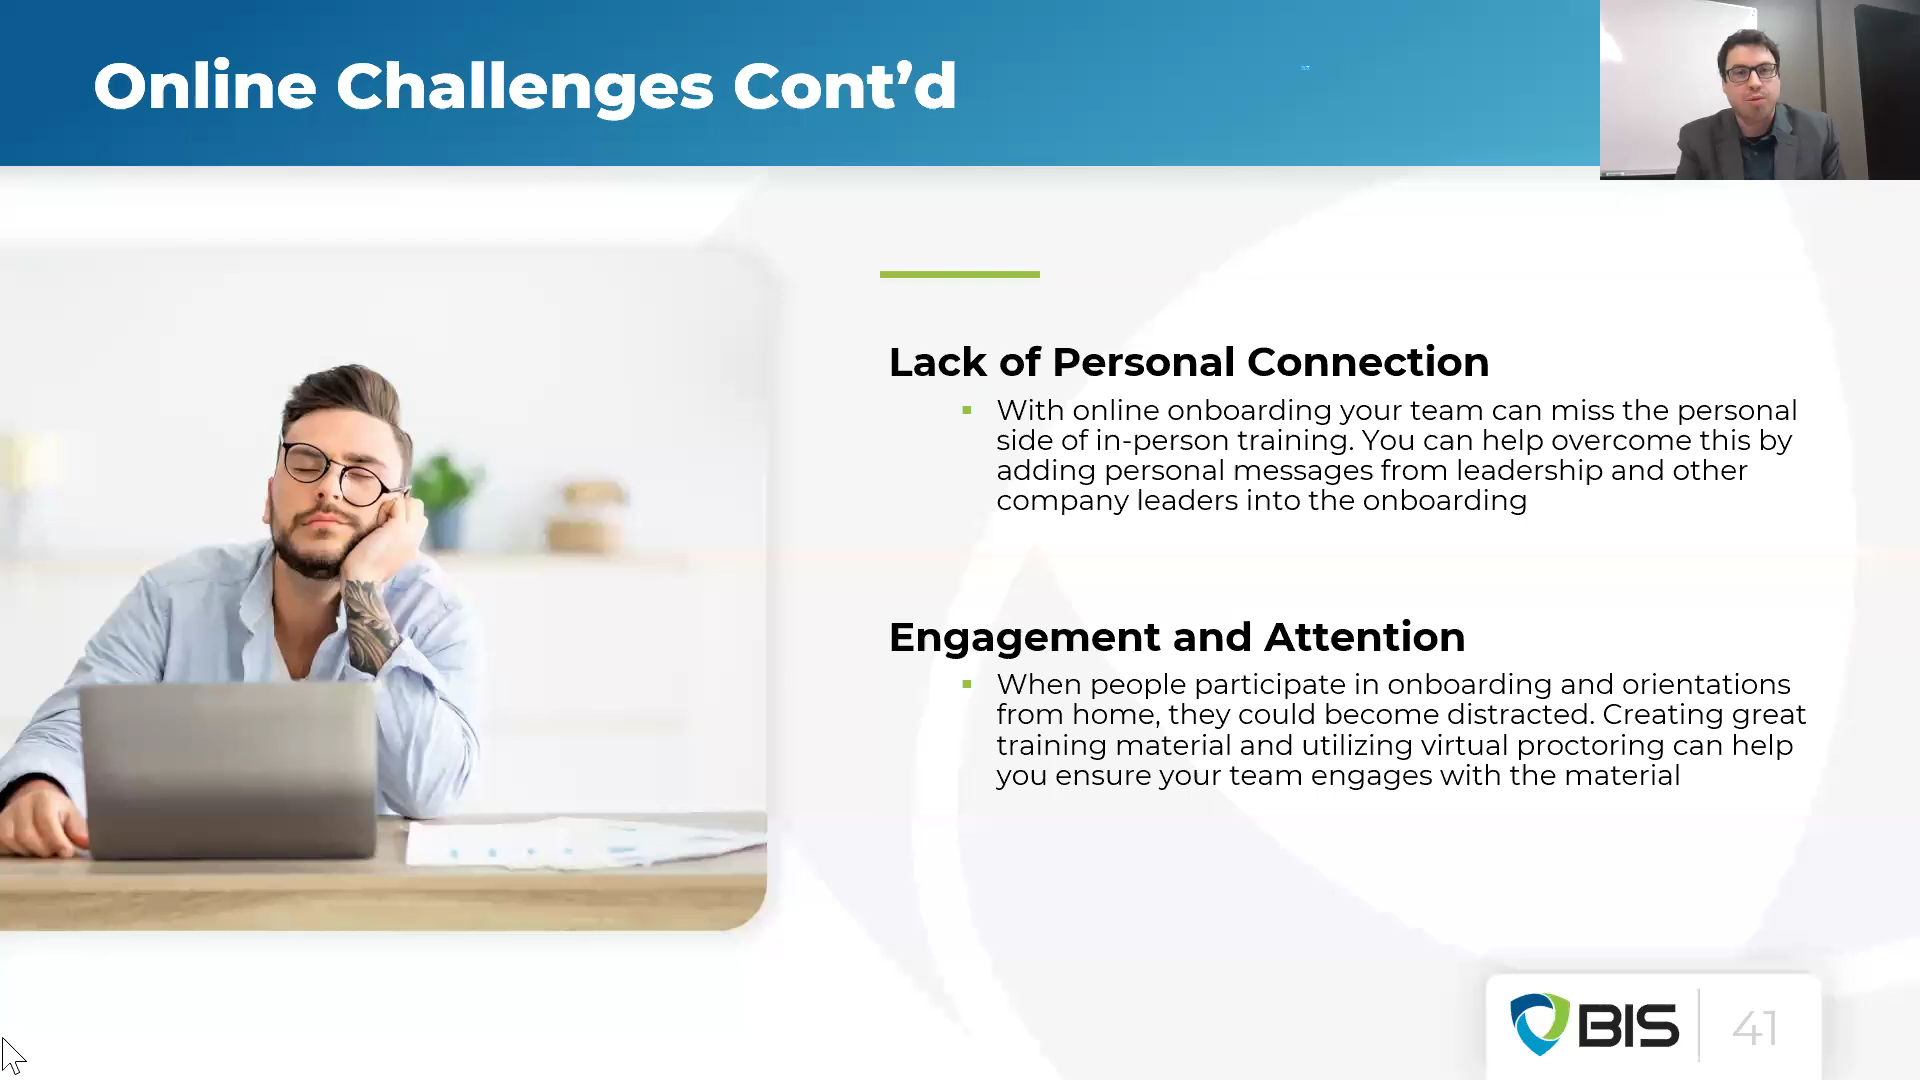 Online Challenges Cont’d
Lack of Personal Connection
With online onboarding your team can miss the personal
side of in-person training. You can help overcome this by
adding personal messages from leadership and other
company leaders into the onboarding
Engagement and Attention
When people participate in onboarding and orientations
from home, they could become distracted. Creating great
training material and utilizing virtual proctoring can help
you ensure your team engages with the material
BIS
41